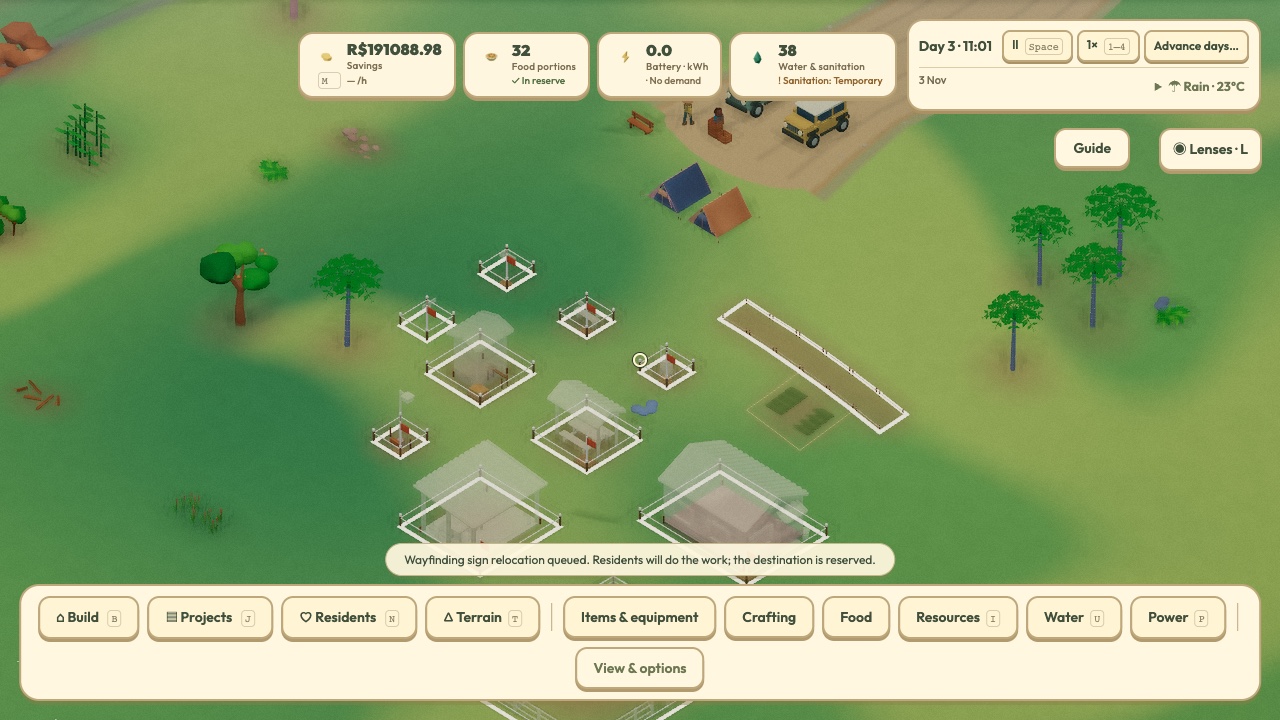 R$191088.98
Savings
M — /h
32
Food portions
✓ In reserve
0.0
Battery · kWh
· No demand
38
Water & sanitation
! Sanitation: Temporary
Day 3 · 11:01
II Space
1× 1–4
Advance days...
3 Nov
▶ ☂ Rain · 23°C
Guide
◉ Lenses · L
Wayfinding sign relocation queued. Residents will do the work; the destination is reserved.
⌂ Build B
▤ Projects J
♡ Residents N
△ Terrain T
Items & equipment
Crafting
Food
Resources I
Water U
Power P
View & options